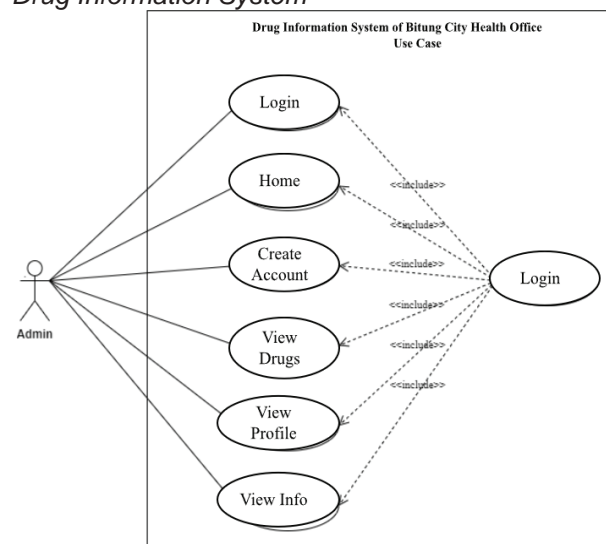 Drug Information System
Drug Information System of Bitung City Health Office
Use Case
Login
Home
<<include>>
<<include>>
Create
Account
<<include>>
Login
Admin
View
Drugs
<<include>>
<<include>>
View
Profile
<<include>>
View Info